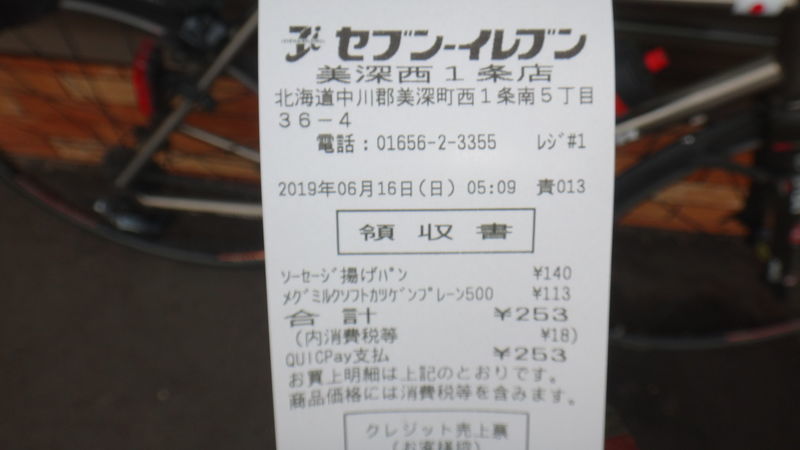 セブン-イレブン
美深西1条店
北海道中川郡美深町西1条南5丁目
36-4
電話:01656-2-3355 レジ#1
2019年06月16日(日) 05:09 責013
領収書
ソーセージ揚げパン ¥140
メグミルクソフトカツゲンプレーン500 ¥113
合計 ¥253
(内消費税等 ¥18)
QUICPay支払 ¥253
お買上明細は上記のとおりです。
商品価格には消費税等を含みます。
クレジット売上票
(お客様控)